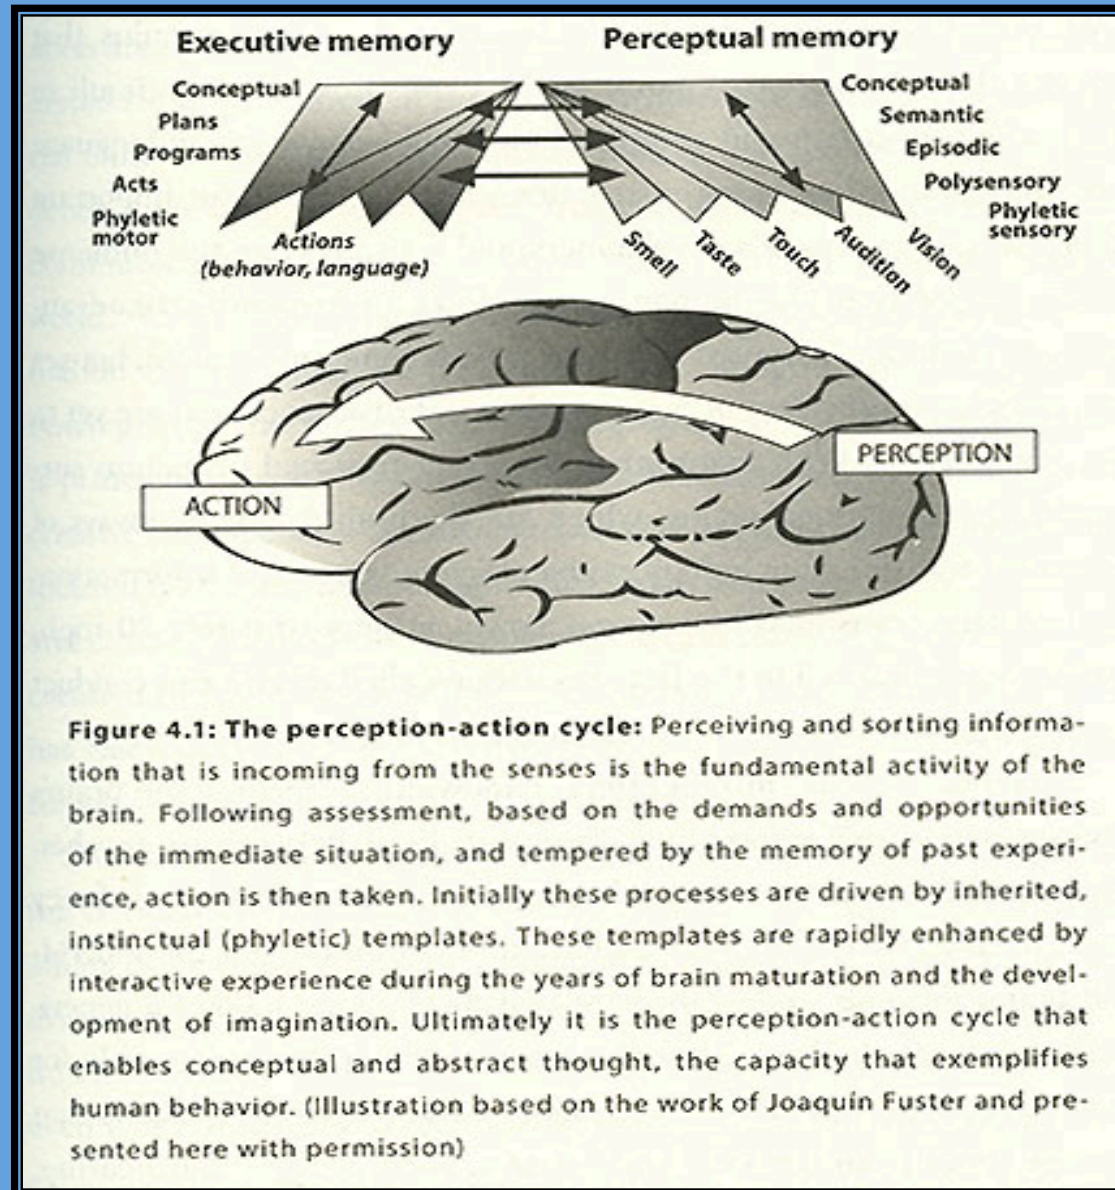 Executive memory
Perceptual memory
Conceptual
Plans
Programs
Acts
Phyletic
motor
Actions
(behavior, language)
Conceptual
Semantic
Episodic
Polysensory
Phyletic
sensory
Smell
Taste
Touch
Audition
Vision
ACTION
PERCEPTION
Figure 4.1: The perception-action cycle: Perceiving and sorting informa-
tion that is incoming from the senses is the fundamental activity of the
brain. Following assessment, based on the demands and opportunities
of the immediate situation, and tempered by the memory of past experi-
ence, action is then taken. Initially these processes are driven by inherited,
instinctual (phyletic) templates. These templates are rapidly enhanced by
interactive experience during the years of brain maturation and the devel-
opment of imagination. Ultimately it is the perception-action cycle that
enables conceptual and abstract thought, the capacity that exemplifies
human behavior. (Illustration based on the work of Joaquín Fuster and pre-
sented here with permission)